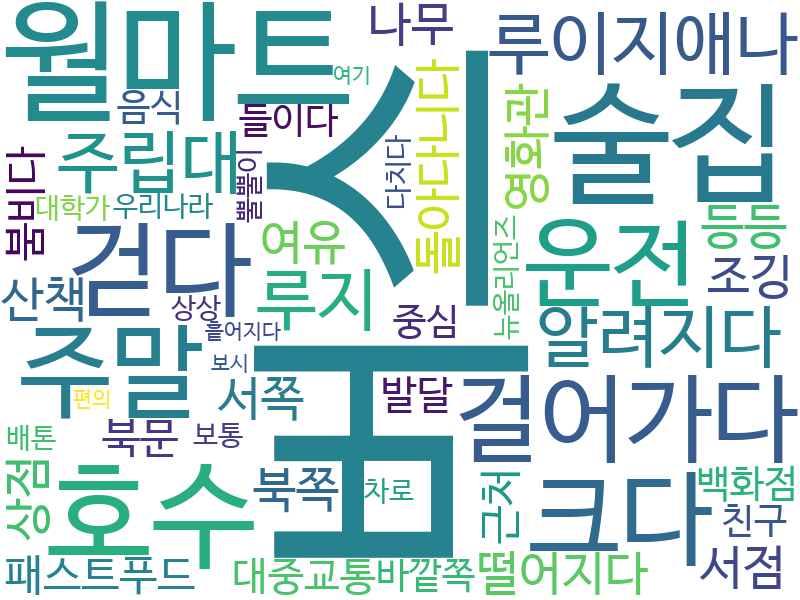 월마트
나무
루이지애나
여기
음식
들이다
버스
돌아다니다
영화관
술집
주립대
다치다
붐비다
뿔뿔이
대학가
우리나라
걷다
여유
뉴올리언즈
운전
등등
조깅
산책
상상
루지
중심
알려지다
흩어지다
주말
보시
서쪽
편의
발달
걸어가다
배톤
북문
보통
상점
호수
북쪽
차로
근처
크다
백화점
친구
패스트푸드
대중교통
바깥쪽
떨어지다
서점